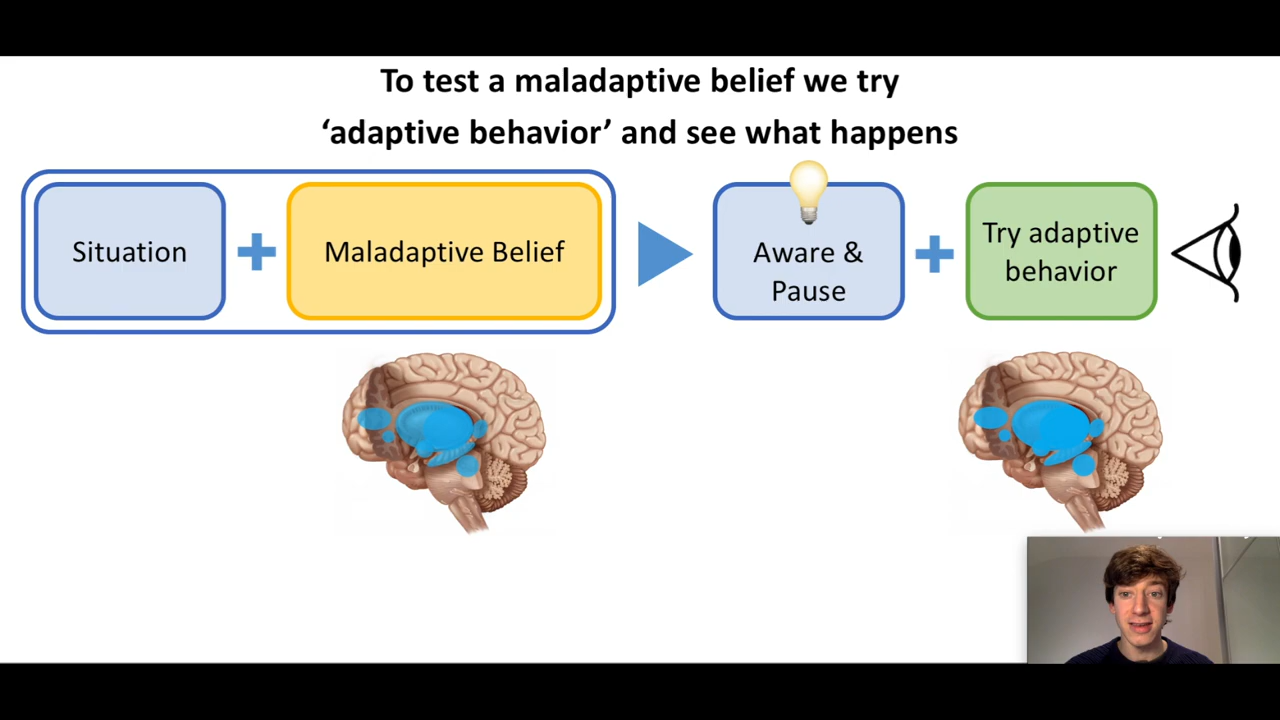 To test a maladaptive belief we try
‘adaptive behavior’ and see what happens
Situation
Maladaptive Belief
Aware &
Pause
Try adaptive
behavior